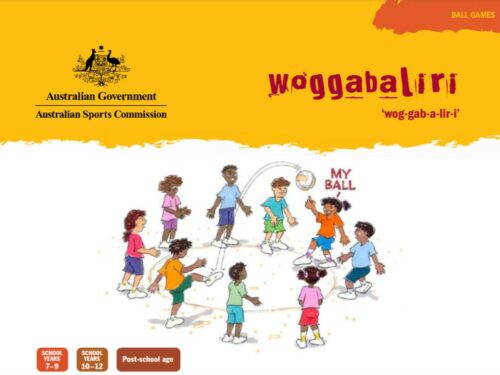 BALL GAMES
woggabaliri
'wog-gab-a-lir-i'
Australian Government
Australian Sports Commission
MY
BALL
SCHOOL
YEARS
7–9
SCHOOL
YEARS
10–12
Post-school age